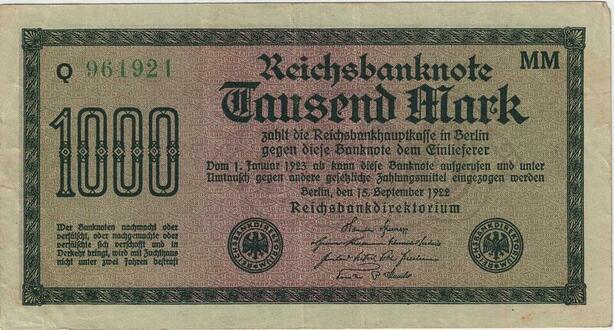 Q 961921
MM
Reichsbanknote
Tausend Mark
1000
zahlt die Reichsbankhauptkasse in Berlin
gegen diese Banknote dem Einlieferer
Vom 1. Januar 1923 ab kann diese Banknote aufgerufen und unter
Umtausch gegen andere gesetzliche Zahlungsmittel eingezogen werden
Berlin, den 15. September 1922
Reichsbankdirektorium
Wer Banknoten nachmacht oder
verfälscht, oder nachgemachte oder
verfälschte sich verschafft und in
Verkehr bringt, wird mit Zuchthaus
nicht unter zwei Jahren bestraft
REICHSBANKDIREKTORIUM
REICHSBANKDIREKTORIUM